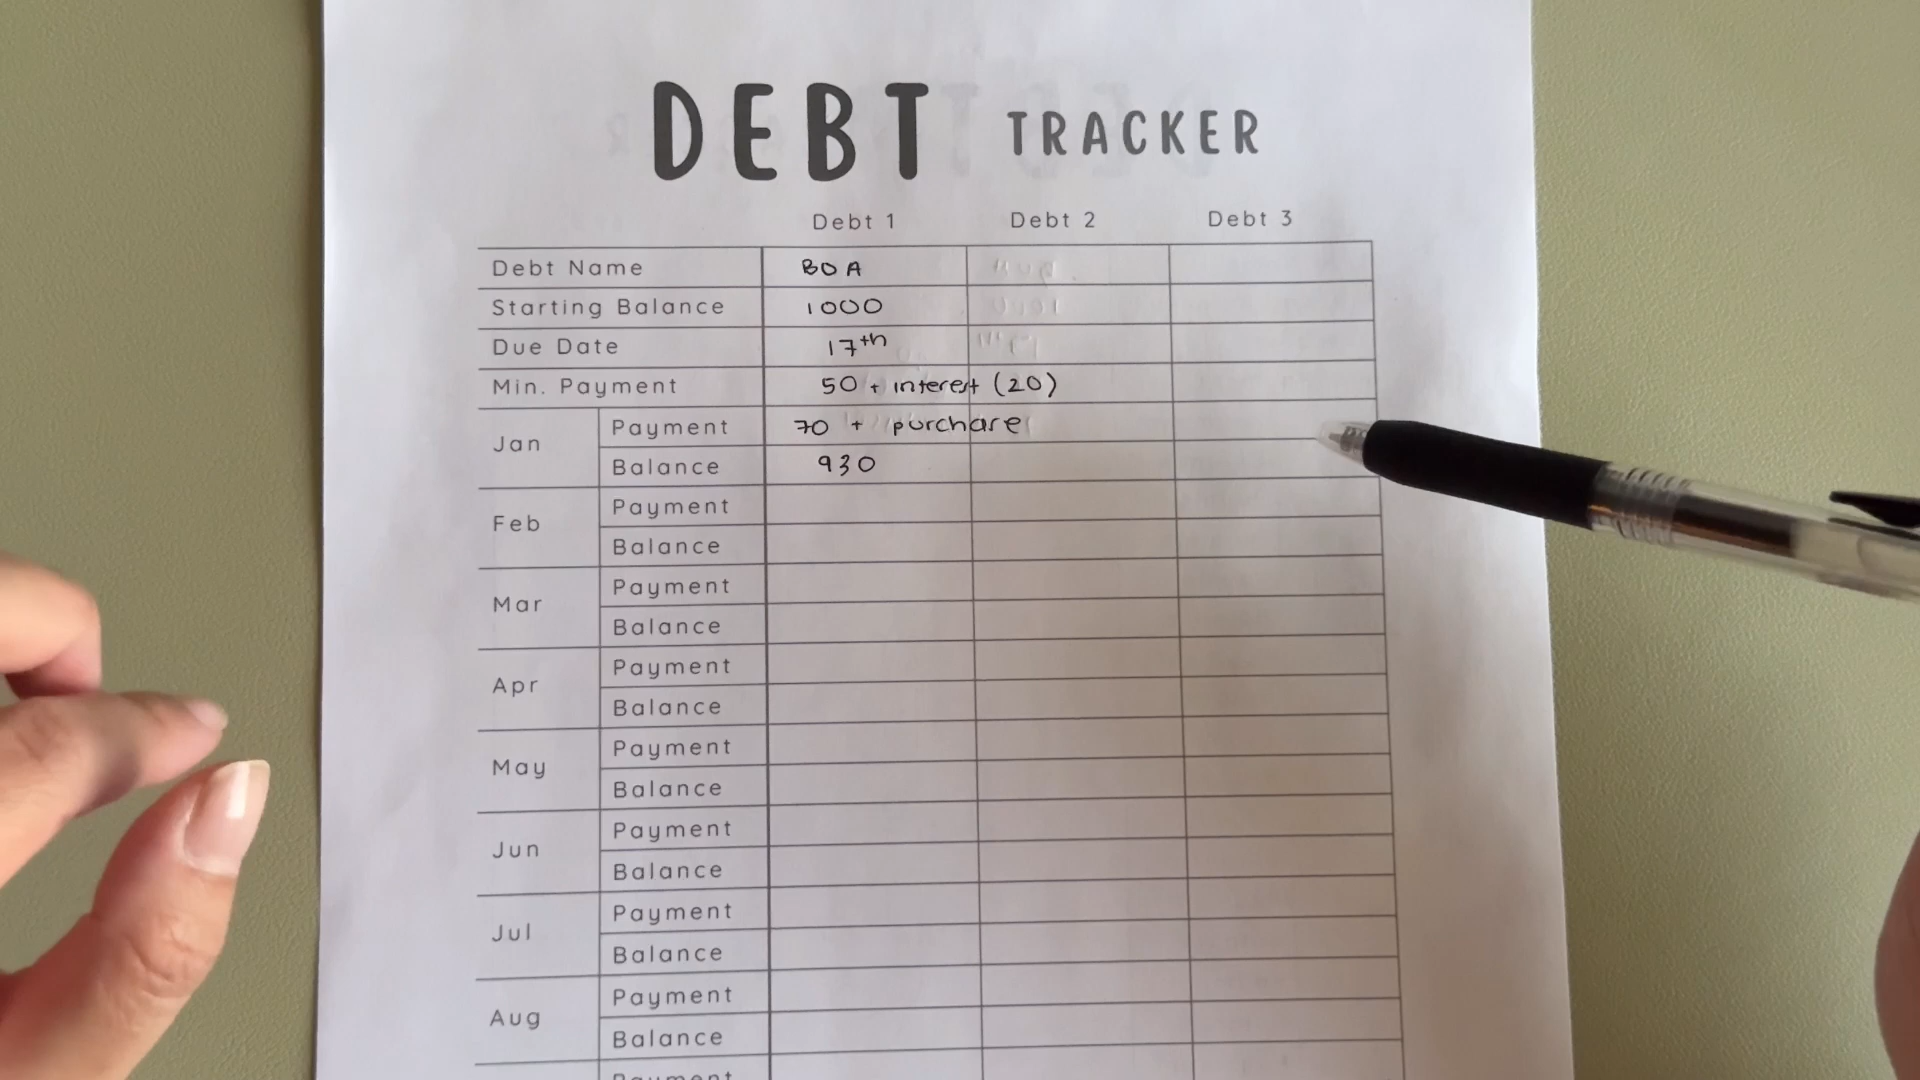 DEBT TRACKER
Debt 1 Debt 2 Debt 3
Debt Name BOA
Starting Balance 1000
Due Date 17th
Min. Payment 50 + interest (20)
Jan Payment 70 + purchase
Balance 930
Feb Payment
Balance
Mar Payment
Balance
Apr Payment
Balance
May Payment
Balance
Jun Payment
Balance
Jul Payment
Balance
Aug Payment
Balance
Payment